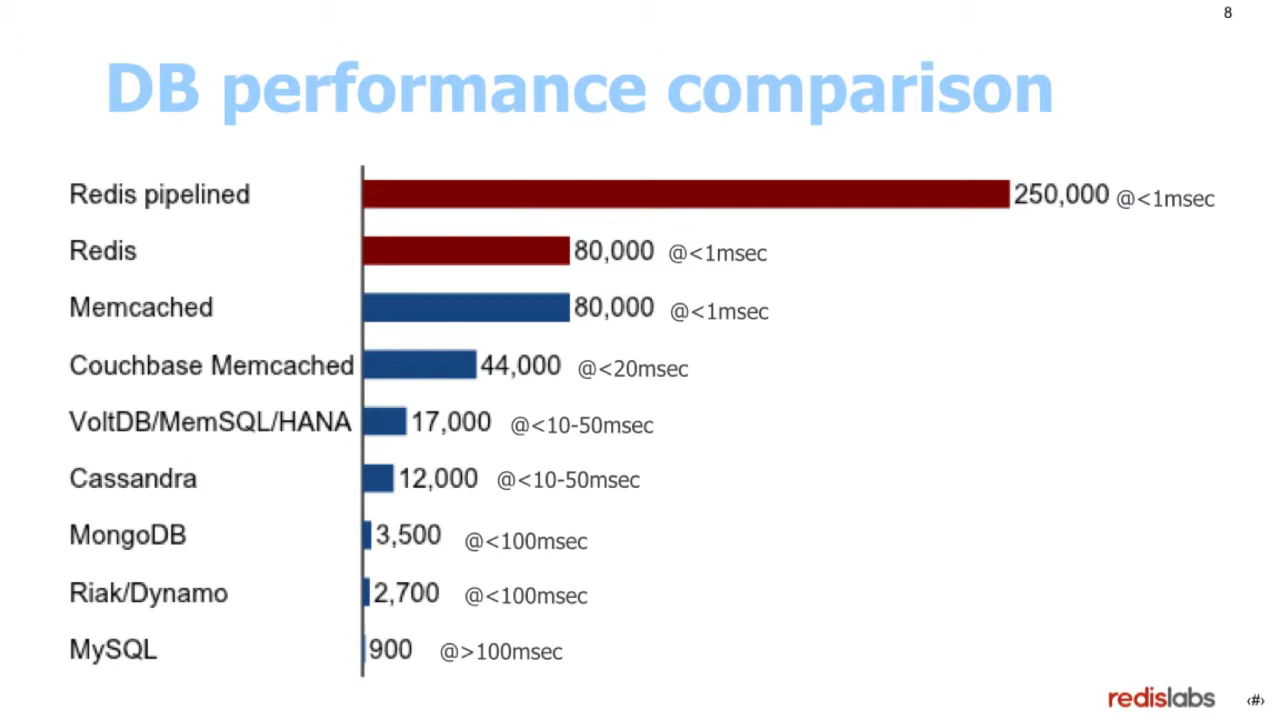 8
DB performance comparison
Redis pipelined 250,000 @<1msec
Redis 80,000 @<1msec
Memcached 80,000 @<1msec
Couchbase Memcached 44,000 @<20msec
VoltDB/MemSQL/HANA 17,000 @<10-50msec
Cassandra 12,000 @<10-50msec
MongoDB 3,500 @<100msec
Riak/Dynamo 2,700 @<100msec
MySQL 900 @>100msec
redislabs ‹#›